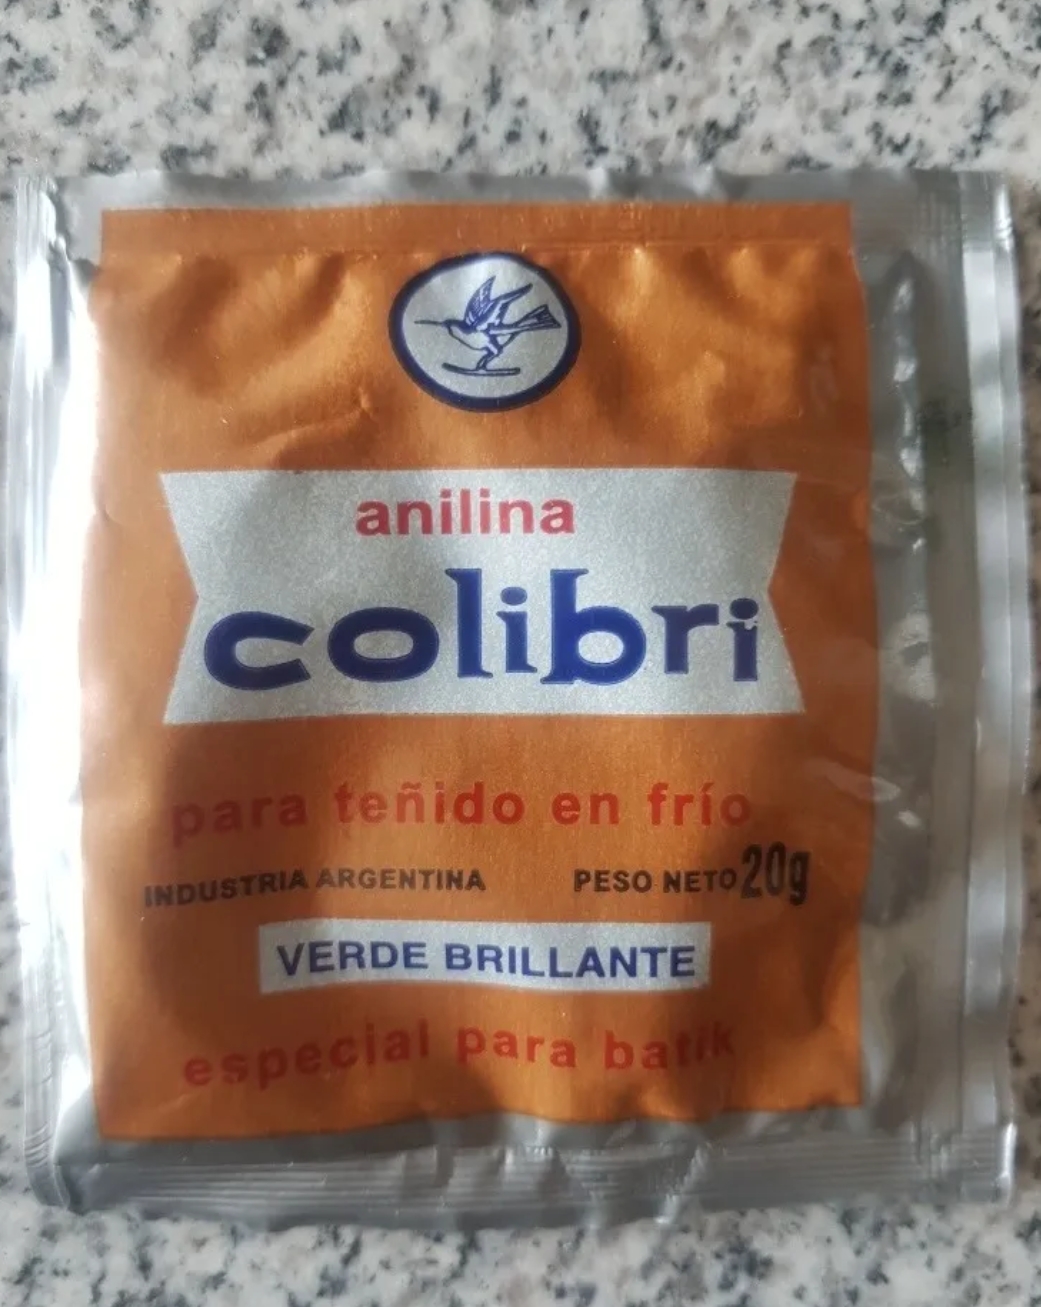 anilina
colibri
para teñido en frío
INDUSTRIA ARGENTINA PESO NETO 20g
VERDE BRILLANTE
especial para batik